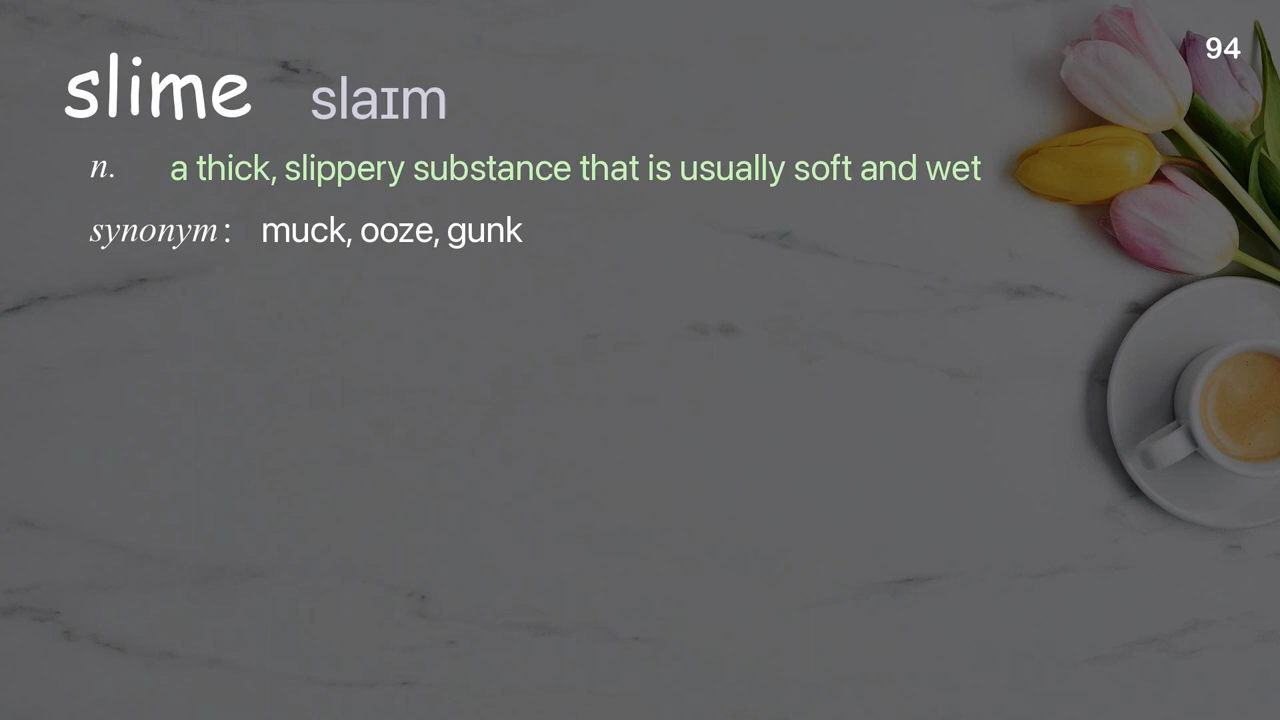 94
slime slaɪm
n. a thick, slippery substance that is usually soft and wet
synonym: muck, ooze, gunk